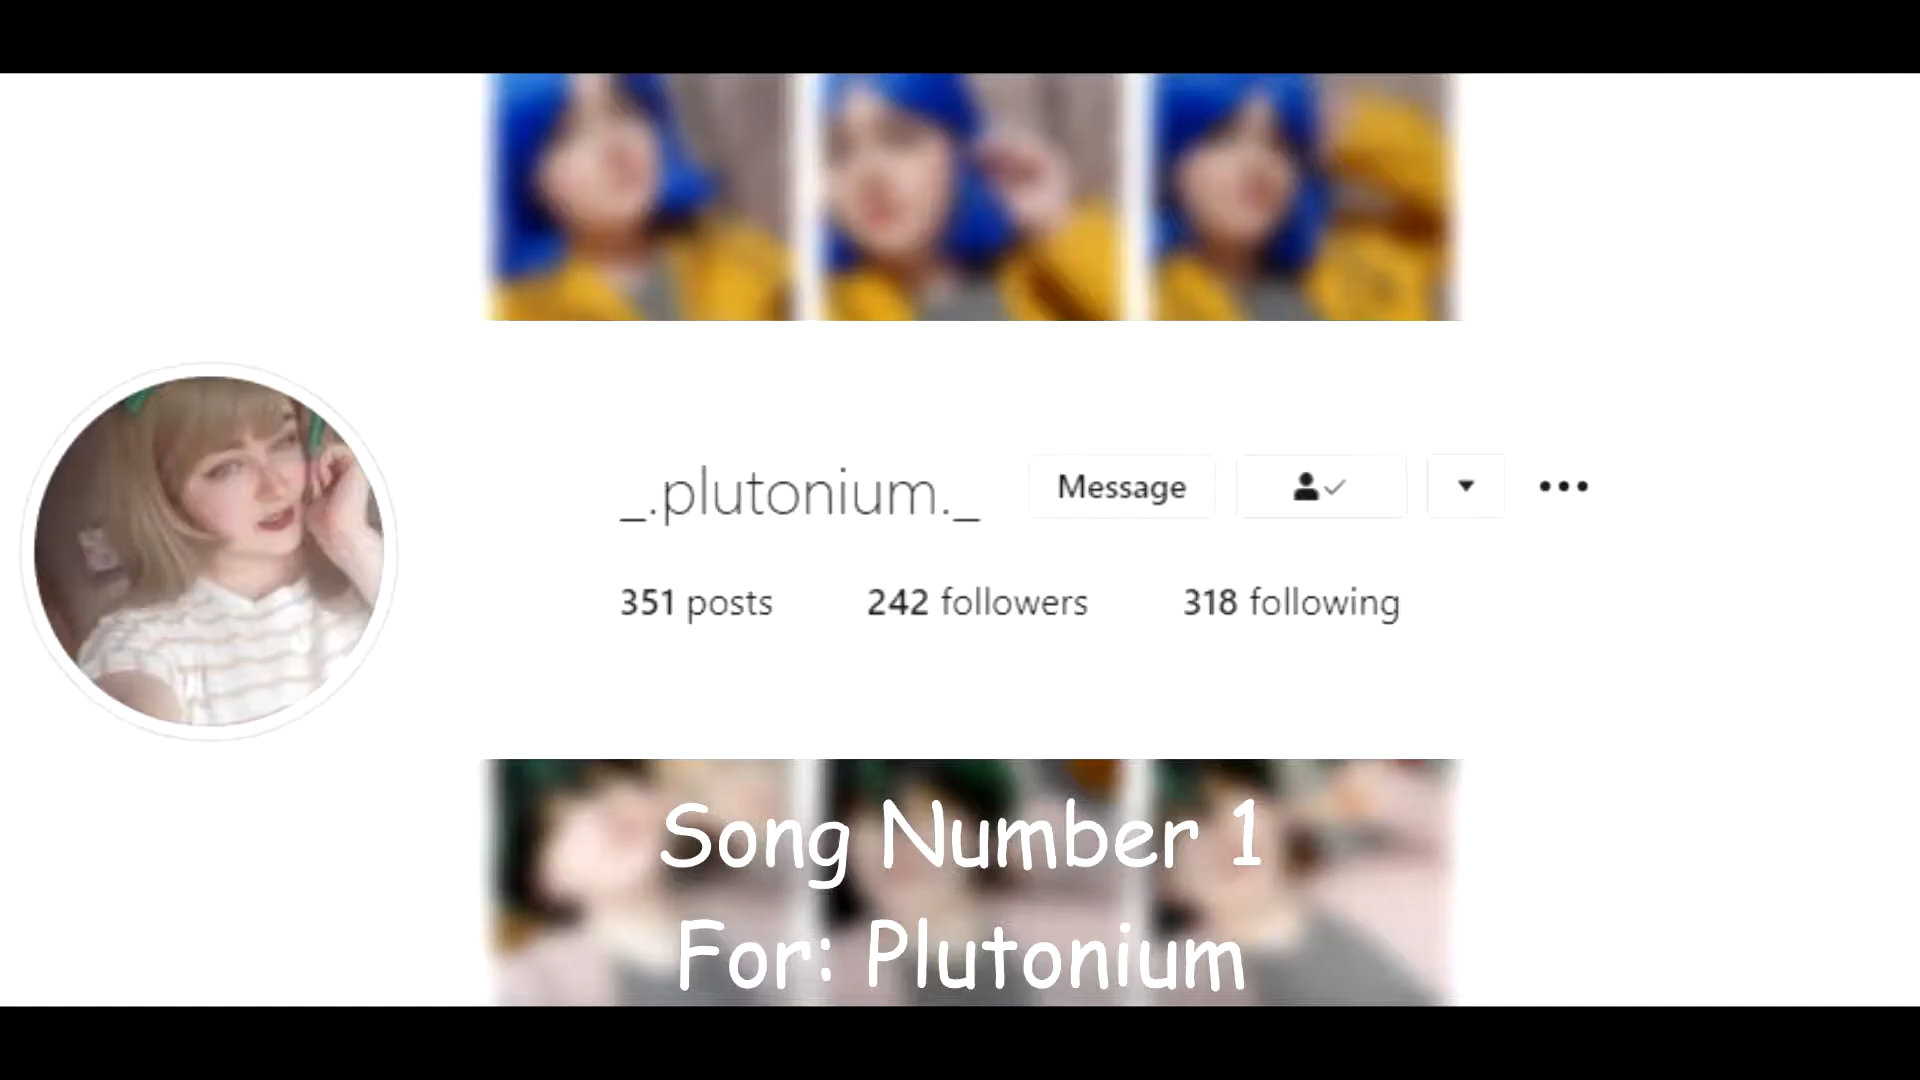 _.plutonium._ Message
351 posts 242 followers 318 following
Song Number 1
For: Plutonium